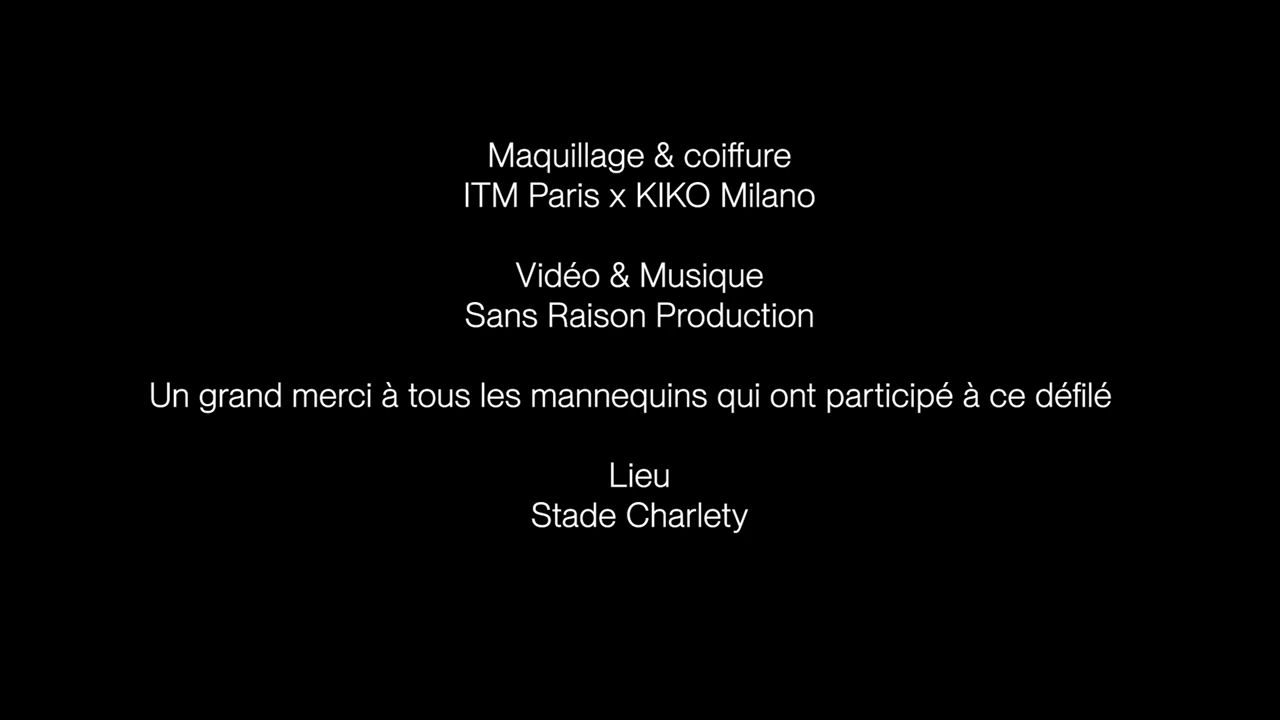 Maquillage & coiffure
ITM Paris x KIKO Milano
Vidéo & Musique
Sans Raison Production
Un grand merci à tous les mannequins qui ont participé à ce défilé
Lieu
Stade Charlety